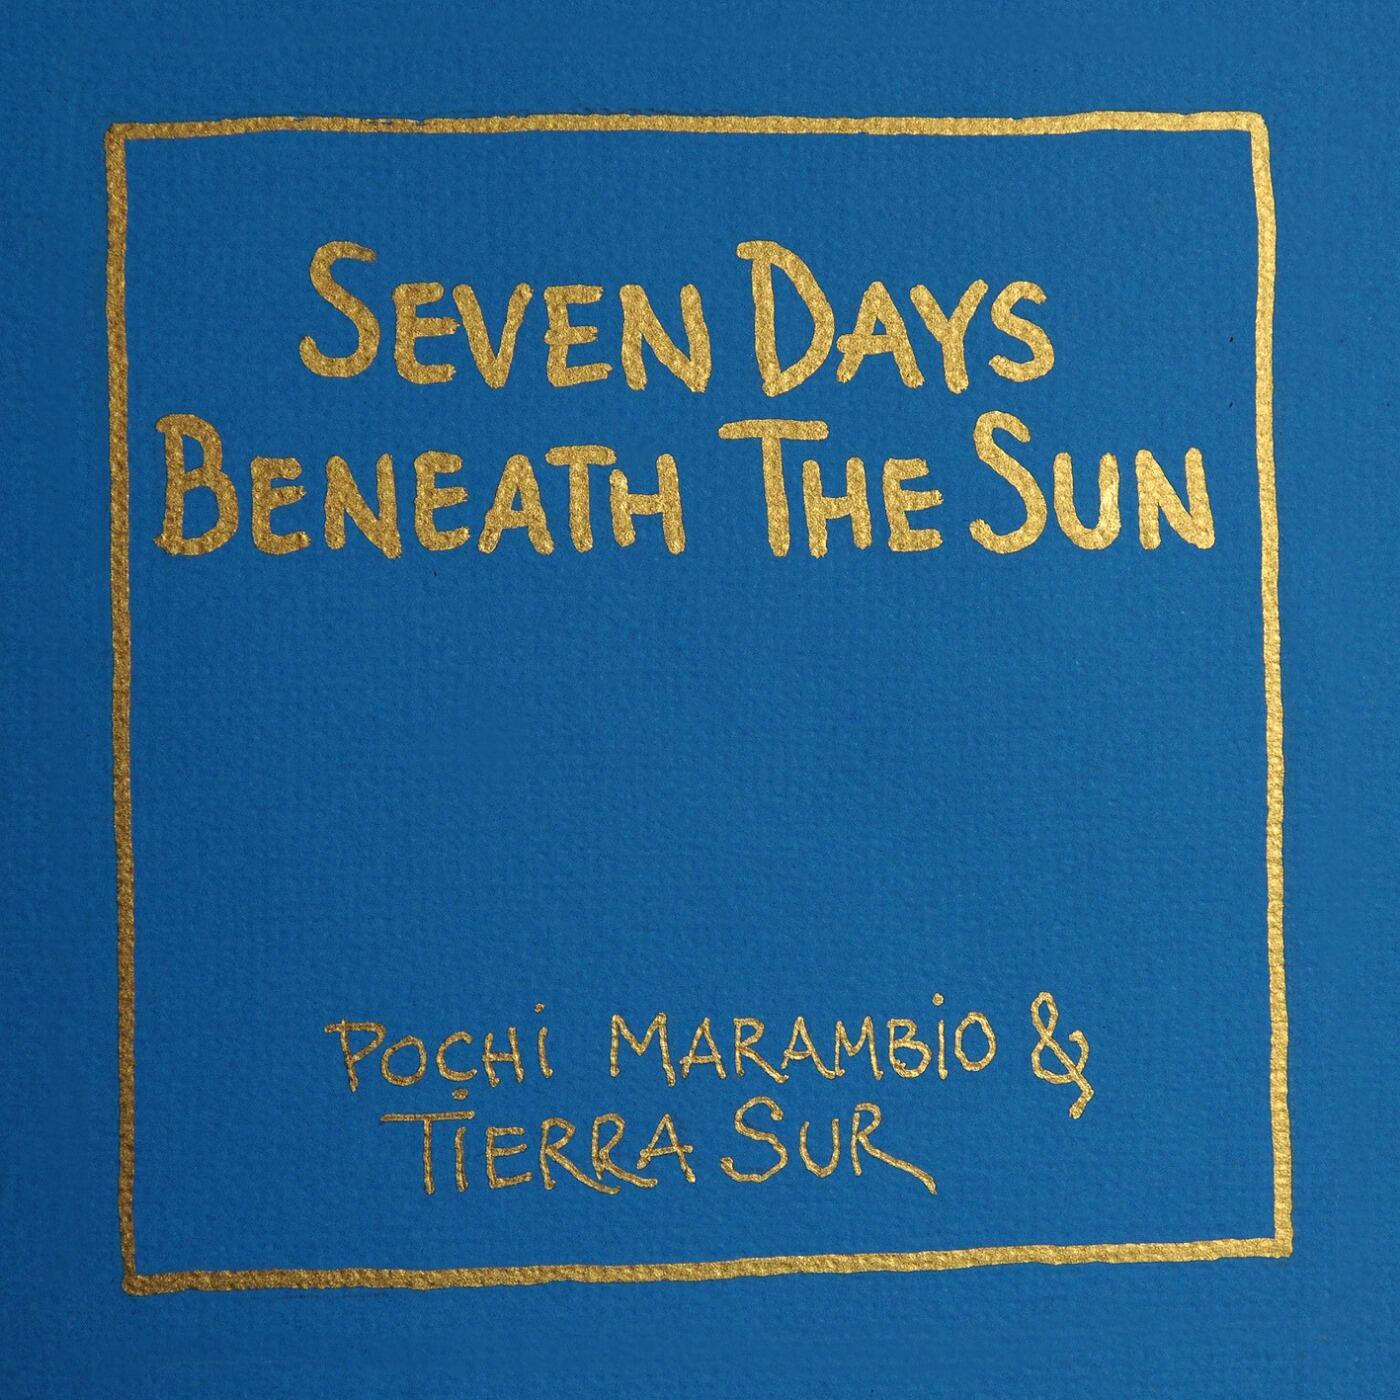 SEVEN DAYS
BENEATH THE SUN
POCHI MARAMBIO &
TIERRA SUR